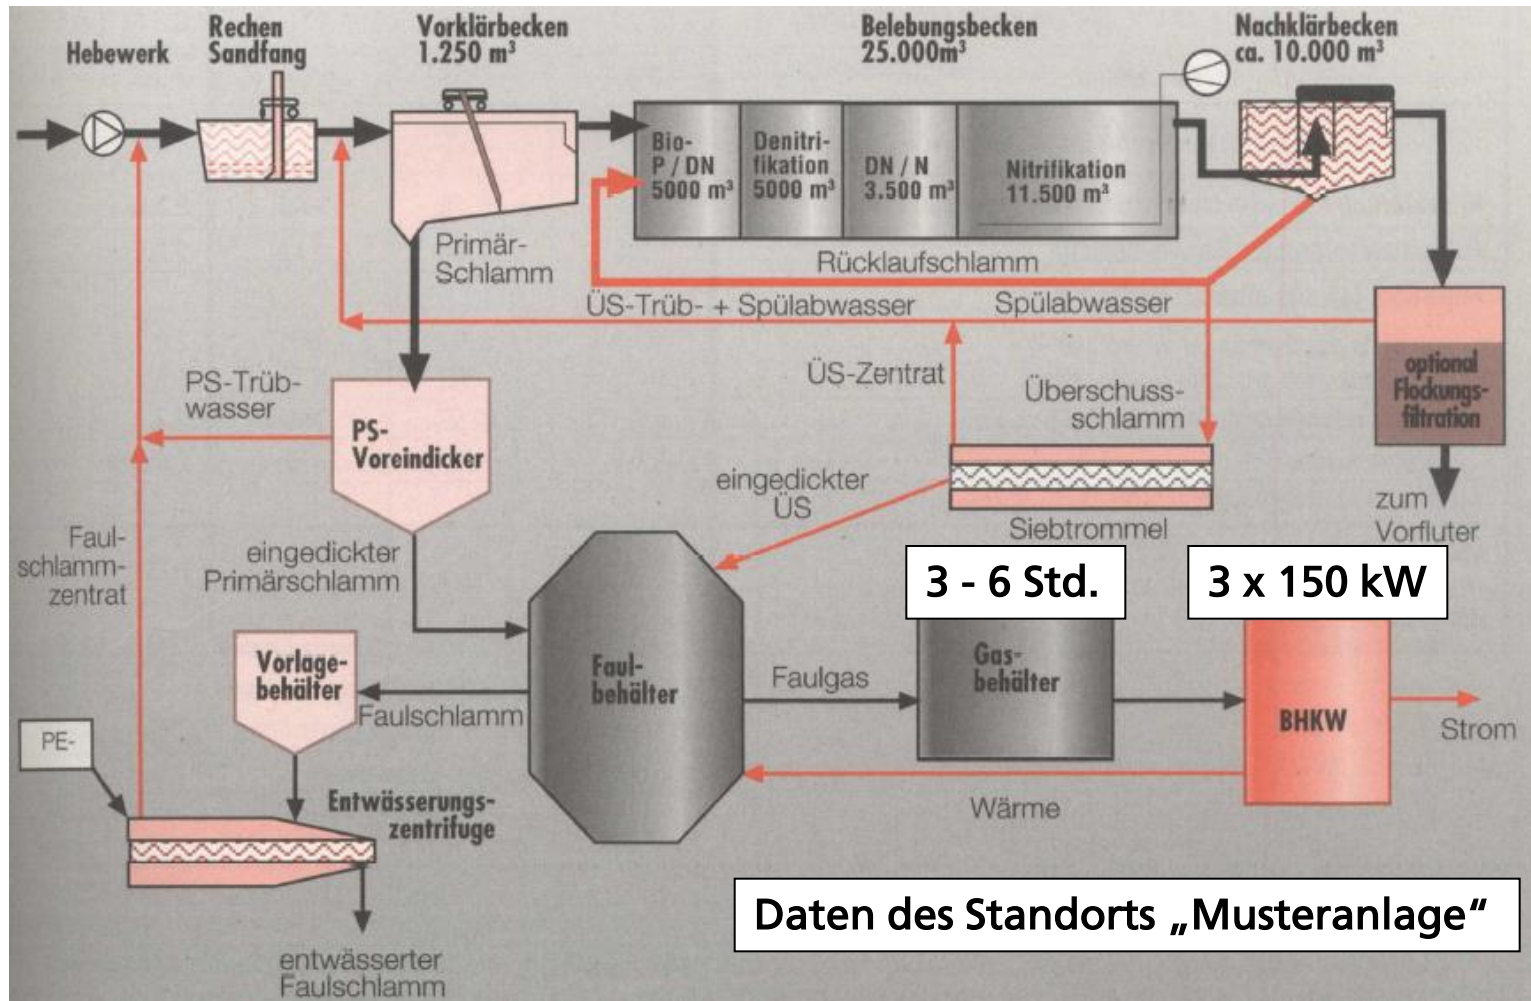 Hebewerk
Rechen
Sandfang
Vorklärbecken
1.250 m³
Belebungsbecken
25.000m³
Nachklärbecken
ca. 10.000 m³
Bio-
P / DN
5000 m³
Denitri-
fikation
5000 m³
DN / N
3.500 m³
Nitrifikation
11.500 m³
Primär-
Schlamm
Rücklaufschlamm
ÜS-Trüb- + Spülabwasser
Spülabwasser
PS-Trüb-
wasser
ÜS-Zentrat
Überschuss-
schlamm
optional
Flockungs-
filtration
PS-
Voreindicker
eingedickter
ÜS
Siebtrommel
zum
Vorfluter
Faul-
schlamm-
zentrat
eingedickter
Primärschlamm
3 - 6 Std.
3 x 150 kW
Vorlage-
behälter
Faulschlamm
Faul-
behälter
Faulgas
Gas-
behälter
BHKW
Strom
PE-
Wärme
Entwässerungs-
zentrifuge
entwässerter
Faulschlamm
Daten des Standorts „Musteranlage“